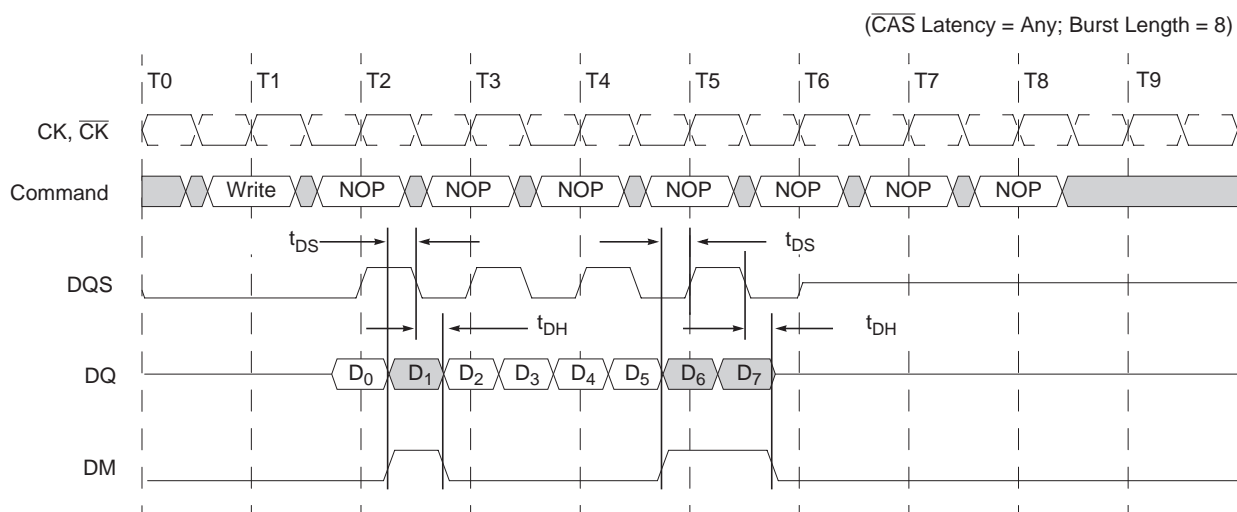 (C̅A̅S̅ Latency = Any; Burst Length = 8)
T0 T1 T2 T3 T4 T5 T6 T7 T8 T9
CK, C̅K̅
Command Write NOP NOP NOP NOP NOP NOP NOP
tDS tDS
DQS
tDH tDH
DQ D0 D1 D2 D3 D4 D5 D6 D7
DM